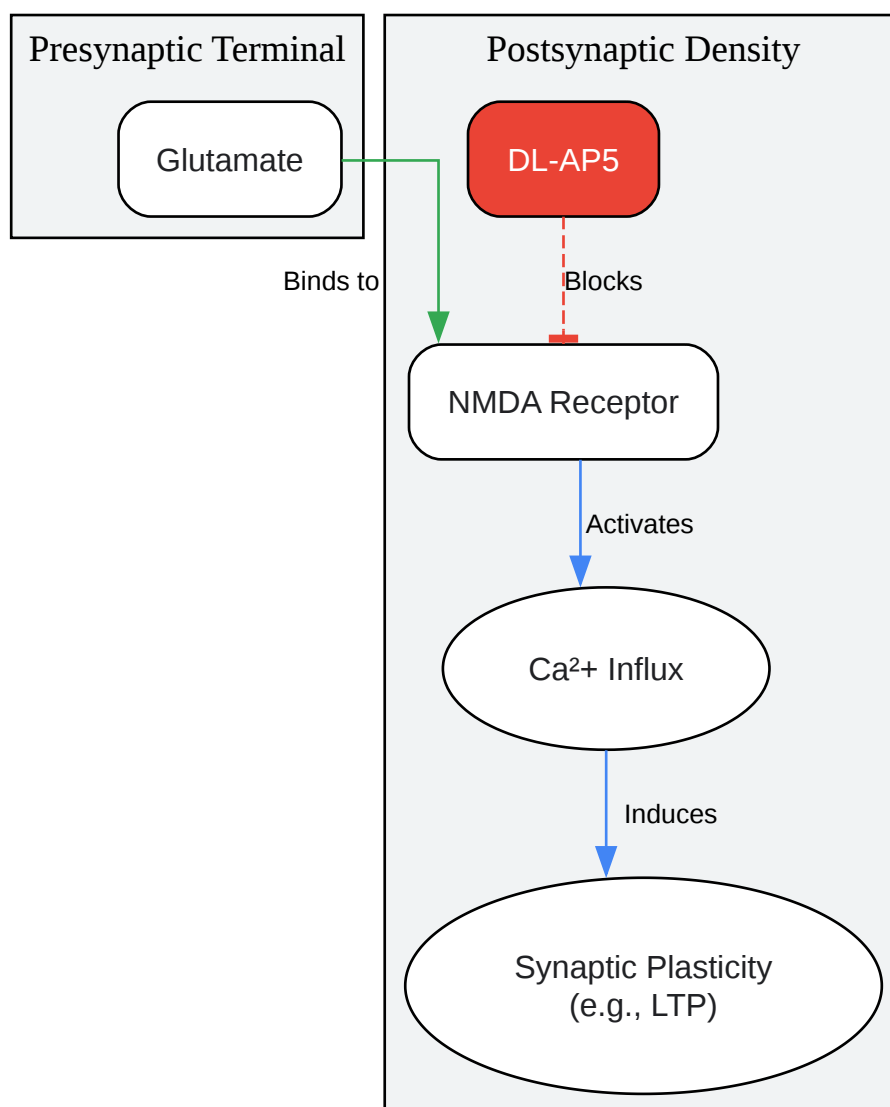 Presynaptic Terminal
Postsynaptic Density
Glutamate
DL-AP5
Binds to
Blocks
NMDA Receptor
Activates
Ca²+ Influx
Induces
Synaptic Plasticity
(e.g., LTP)